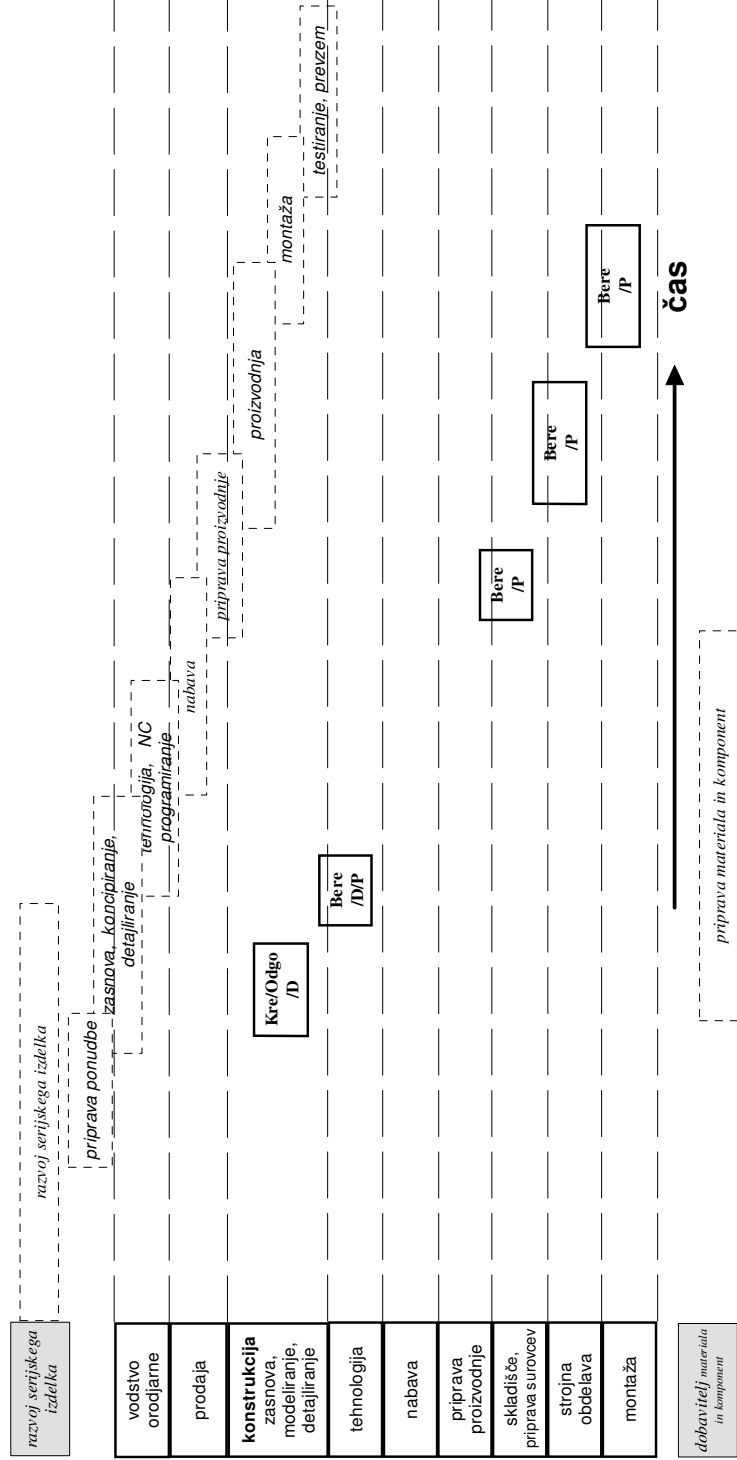 razvoj serijskega
izdelka
vodstvo
orodjarne
prodaja
konstrukcija
zasnova,
modeliranje,
detajliranje
tehnologija
nabava
priprava
proizvodnje
skladišče,
priprava surovcev
strojna
obdelava
montaža
dobavitelj materiala
in komponent
razvoj serijskega izdelka
priprava ponudbe
zasnova, koncipiranje,
detajliranje
tehnologija, NC
programiranje
nabava
priprava proizvodnje
proizvodnja
montaža
testiranje, prevzem
Kre/Odgo
/D
Bere
/D/P
Bere
/P
Bere
/P
Bere
/P
čas
priprava materiala in komponent